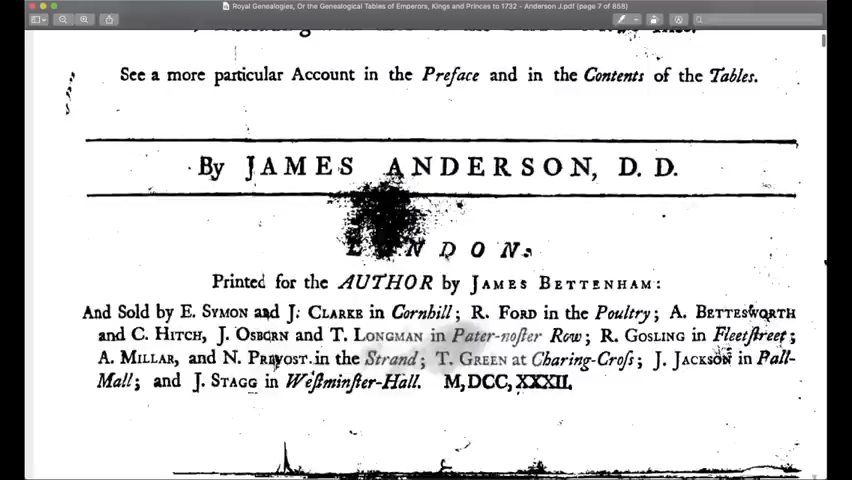 Royal Genealogies, Or the Genealogical Tables of Emperors, Kings and Princes to 1732 - Anderson J.pdf (page 7 of 858)
See a more particular Account in the Preface and in the Contents of the Tables.
By JAMES ANDERSON, D. D.
LONDON:
Printed for the AUTHOR by JAMES BETTENHAM:
And Sold by E. SYMON and J. CLARKE in Cornhill; R. FORD in the Poultry; A. BETTESWORTH
and C. HITCH, J. OSBORN and T. LONGMAN in Pater-noſter Row; R. GOSLING in Fleetſtreet;
A. MILLAR, and N. PREVOST in the Strand; T. GREEN at Charing-Croſs; J. JACKSON in Pall-
Mall; and J. STAGG in Weſtminſter-Hall. M,DCC,XXXII.